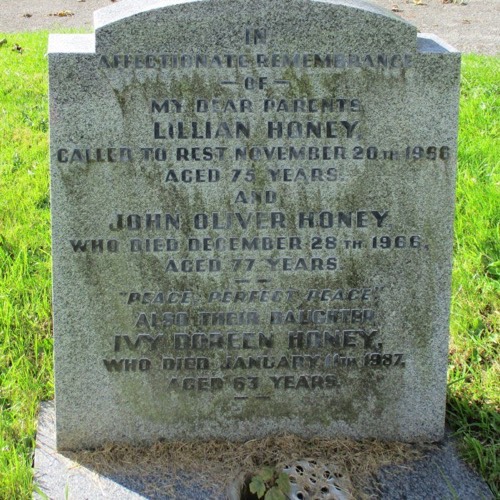 IN
AFFECTIONATE REMEMBRANCE
— OF —
MY DEAR PARENTS
LILLIAN HONEY
CALLED TO REST NOVEMBER 20TH 1966
AGED 75 YEARS.
AND
JOHN OLIVER HONEY
WHO DIED DECEMBER 28TH 1966,
AGED 77 YEARS
"PEACE, PERFECT PEACE."
ALSO THEIR DAUGHTER
IVY DOREEN HONEY,
WHO DIED JANUARY 11TH 1987,
AGED 63 YEARS.